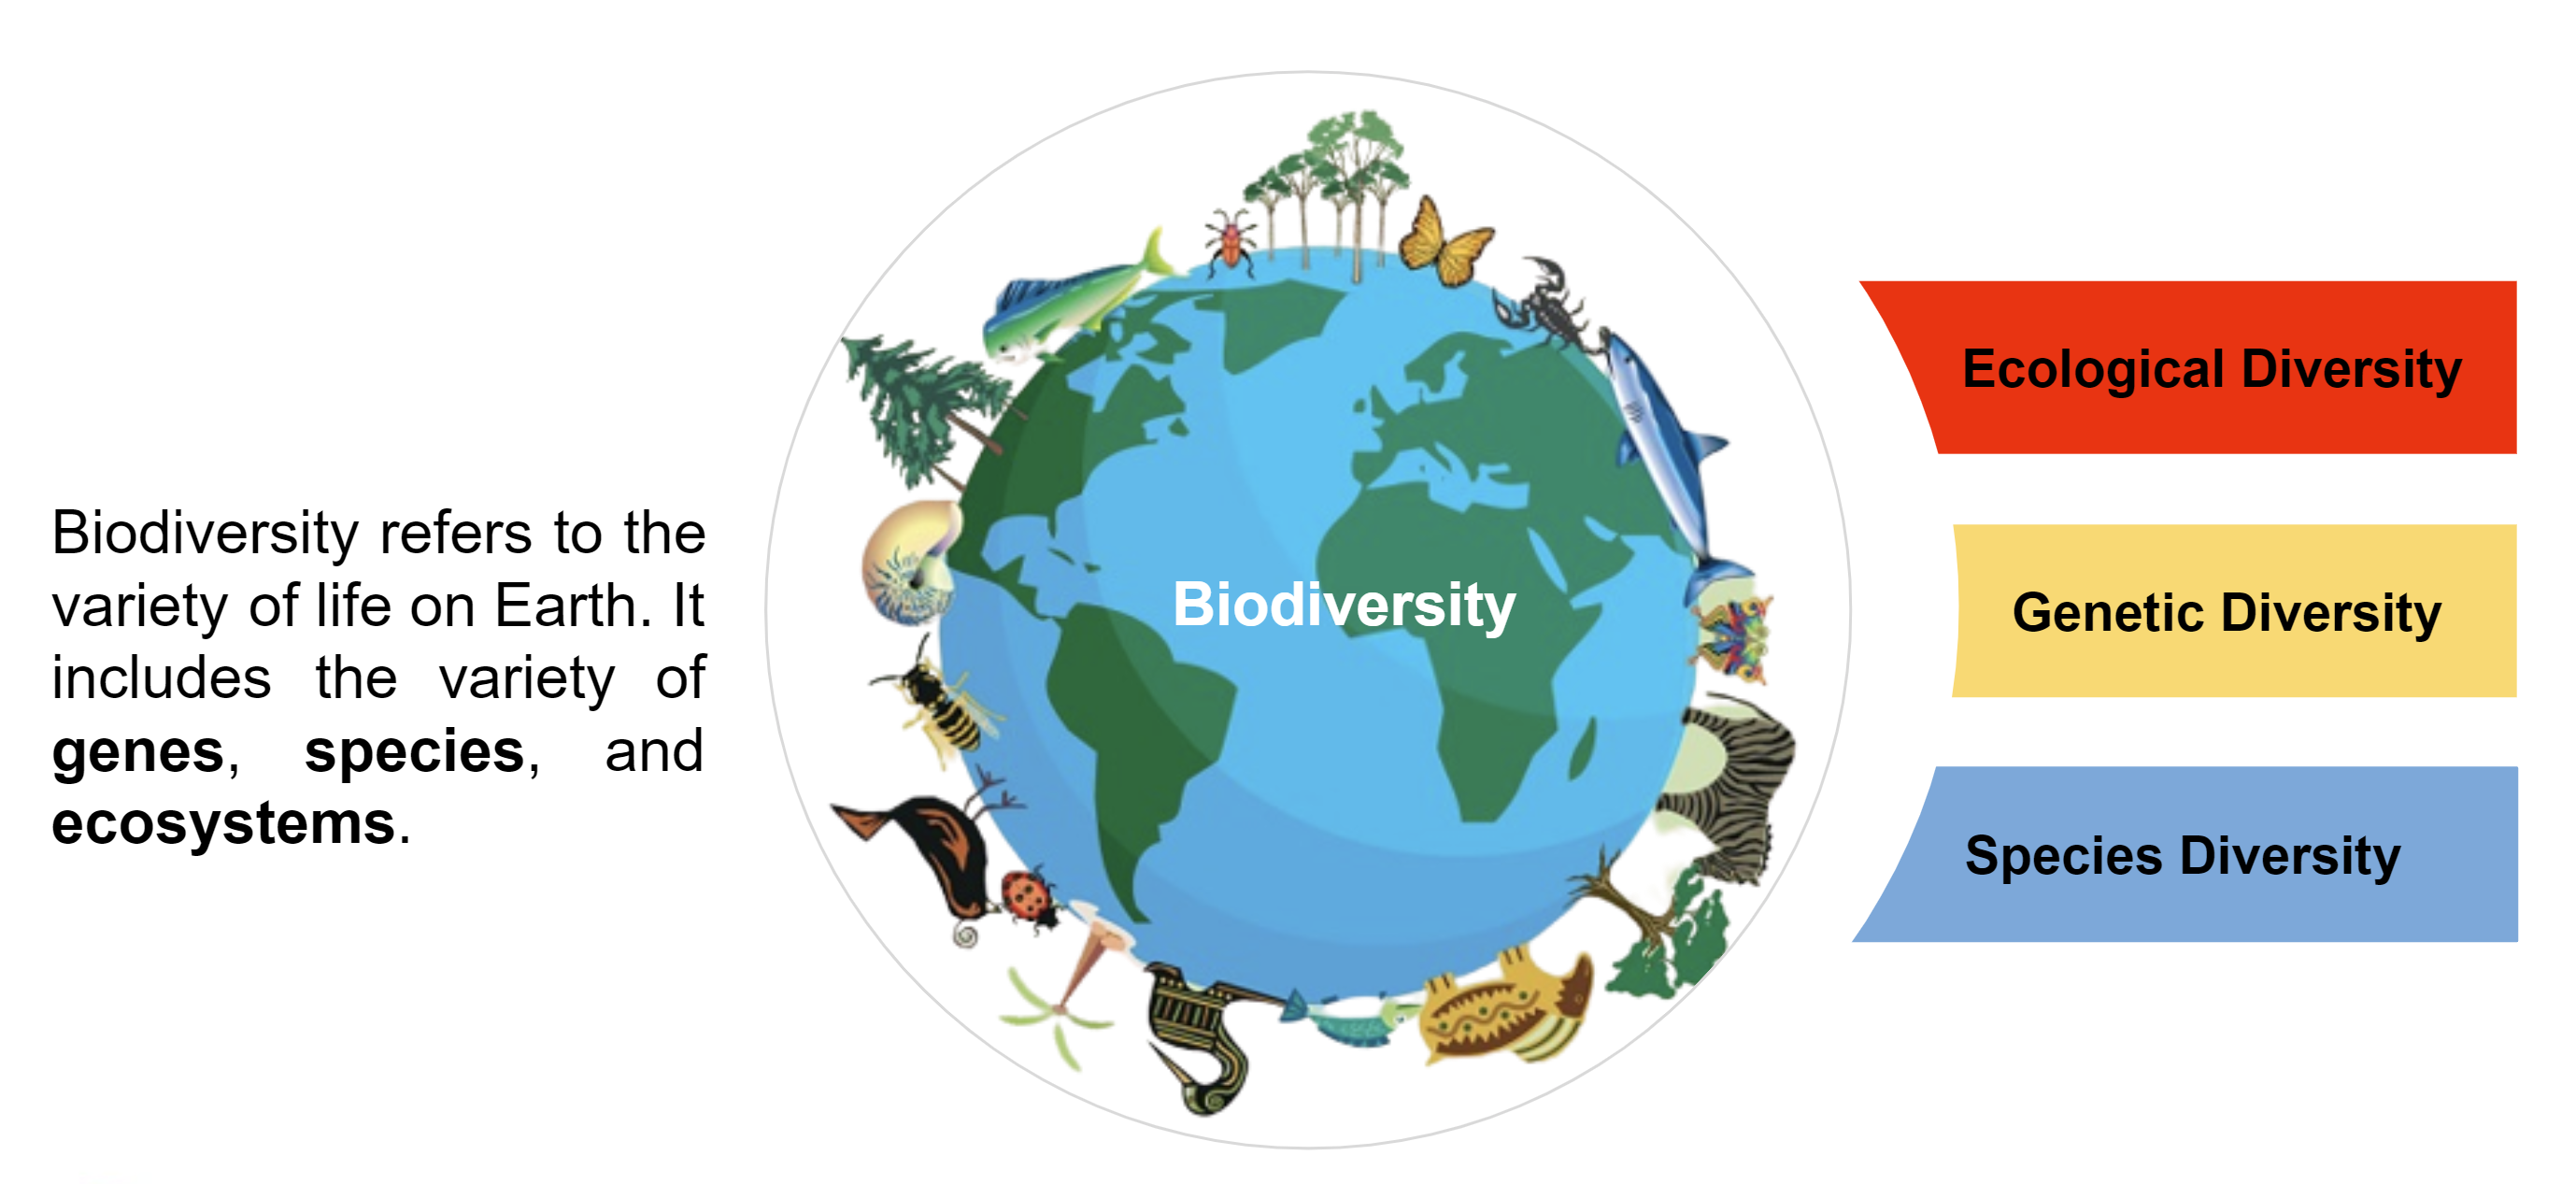 Biodiversity refers to the
variety of life on Earth. It
includes the variety of
genes, species, and
ecosystems.
Biodiversity
Ecological Diversity
Genetic Diversity
Species Diversity